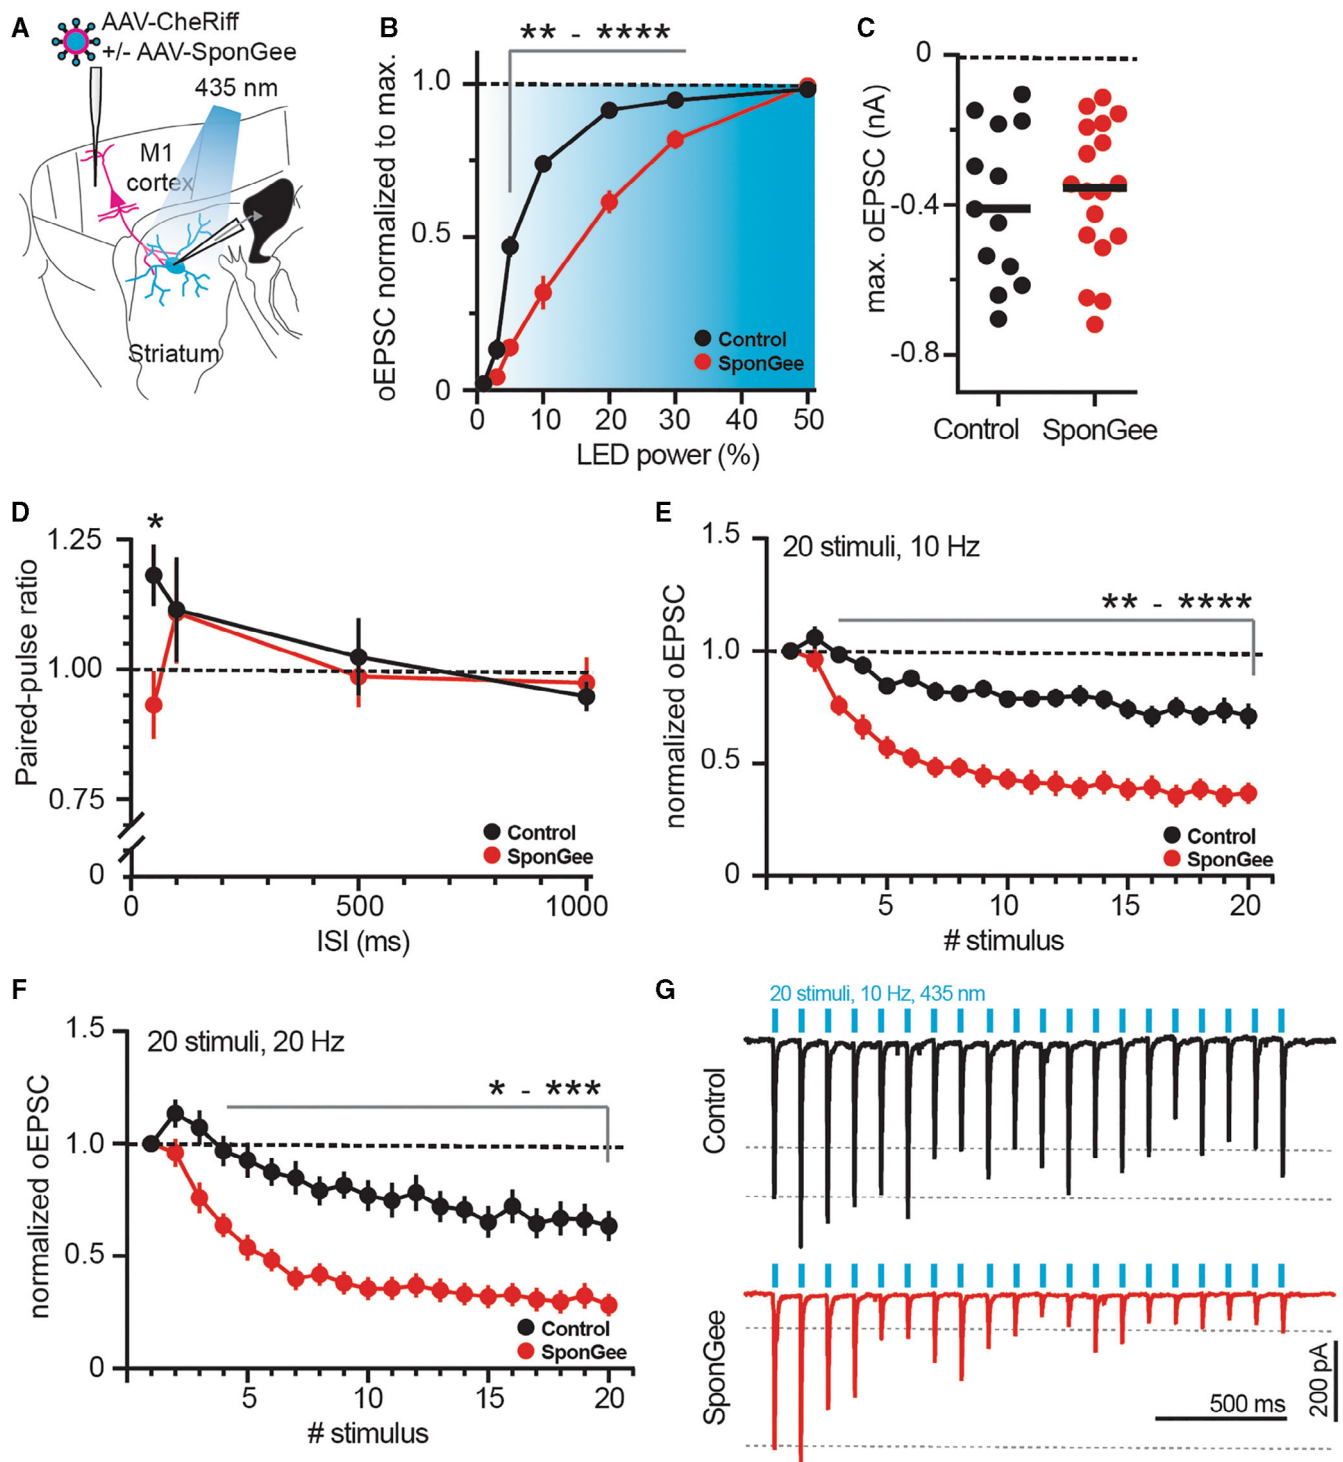 A
AAV-CheRiff
+/- AAV-SponGee
435 nm
M1
cortex
Striatum
B
** - ****
oEPSC normalized to max.
1.0
0.5
0
0 10 20 30 40 50
LED power (%)
Control
SponGee
C
max. oEPSC (nA)
0
-0.4
-0.8
Control SponGee
D
*
Paired-pulse ratio
1.25
1.00
0.75
0
0 500 1000
ISI (ms)
Control
SponGee
E
20 stimuli, 10 Hz
** - ****
normalized oEPSC
1.5
1.0
0.5
0
5 10 15 20
# stimulus
Control
SponGee
F
20 stimuli, 20 Hz
* - ***
normalized oEPSC
1.5
1.0
0.5
0
5 10 15 20
# stimulus
Control
SponGee
G
20 stimuli, 10 Hz, 435 nm
Control
SponGee
500 ms
200 pA